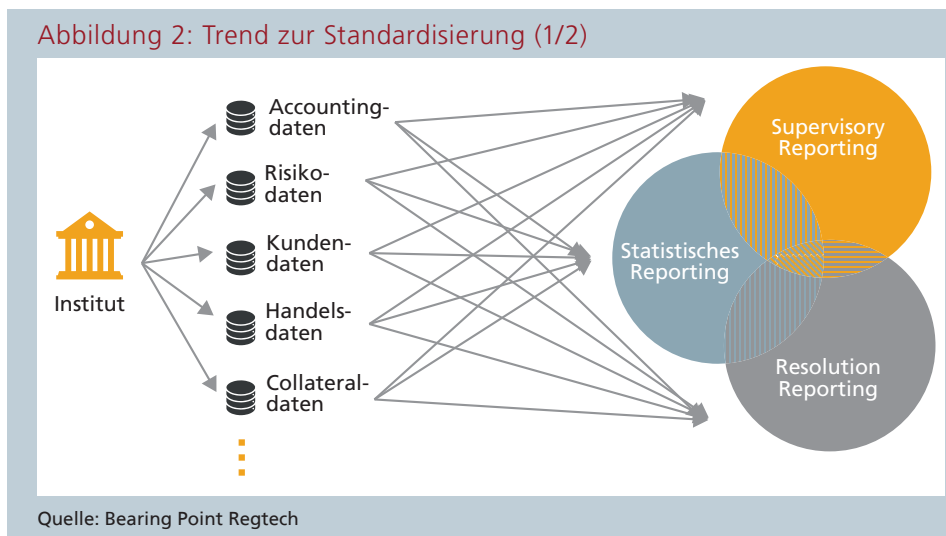 Abbildung 2: Trend zur Standardisierung (1/2)
Institut
Accounting-
daten
Risiko-
daten
Kunden-
daten
Handels-
daten
Collateral-
daten
Supervisory
Reporting
Statistisches
Reporting
Resolution
Reporting
Quelle: Bearing Point Regtech